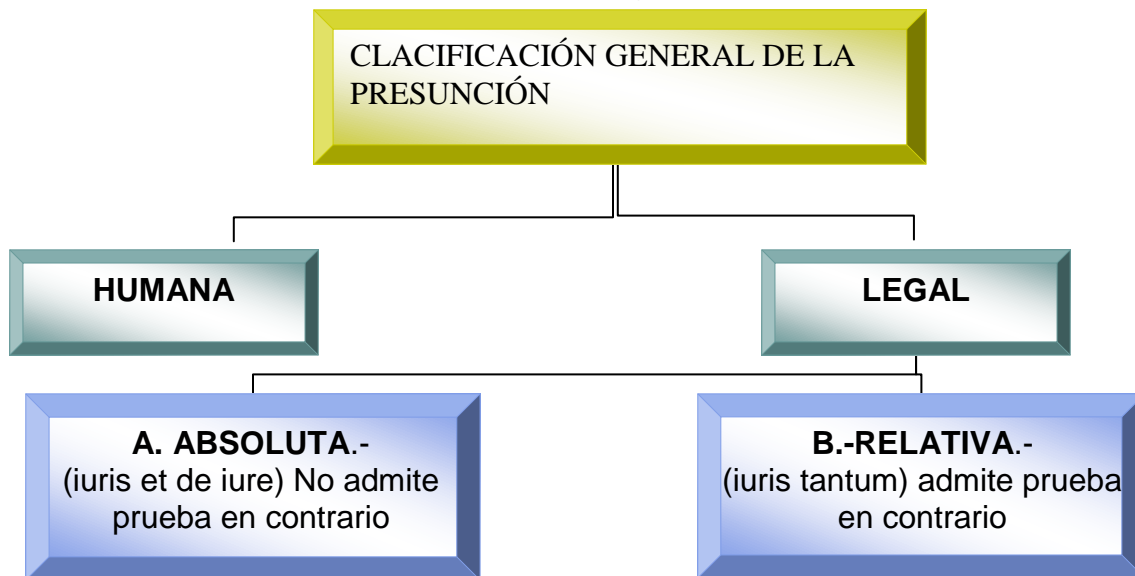 CLACIFICACIÓN GENERAL DE LA
PRESUNCIÓN
HUMANA
LEGAL
A. ABSOLUTA.-
(iuris et de iure) No admite
prueba en contrario
B.-RELATIVA.-
(iuris tantum) admite prueba
en contrario